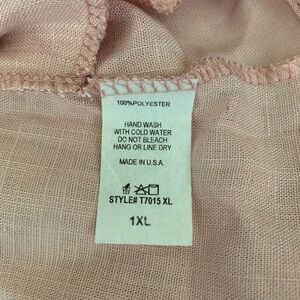 100%POLYESTER
HAND WASH
WITH COLD WATER
DO NOT BLEACH
HANG OR LINE DRY
MADE IN U.S.A.
STYLE# T7015 XL
1XL